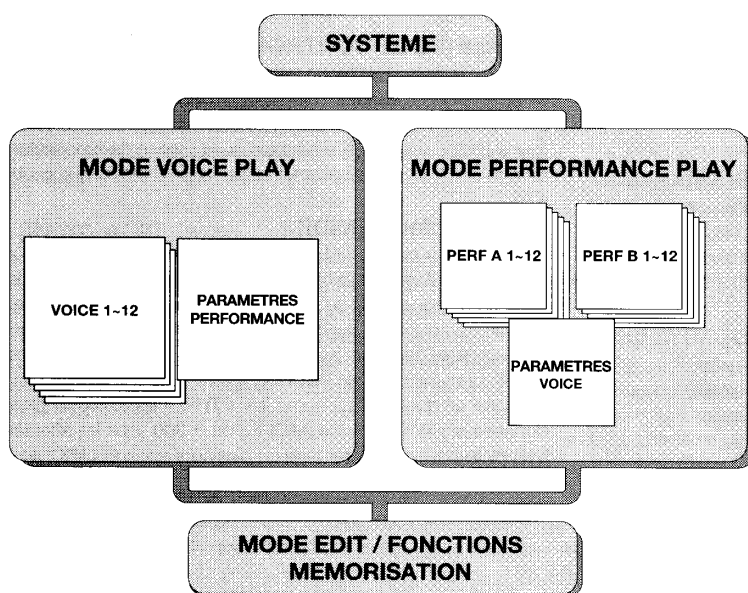 SYSTEME
MODE VOICE PLAY
VOICE 1~12
PARAMETRES
PERFORMANCE
MODE PERFORMANCE PLAY
PERF A 1~12
PERF B 1~12
PARAMETRES
VOICE
MODE EDIT / FONCTIONS
MEMORISATION